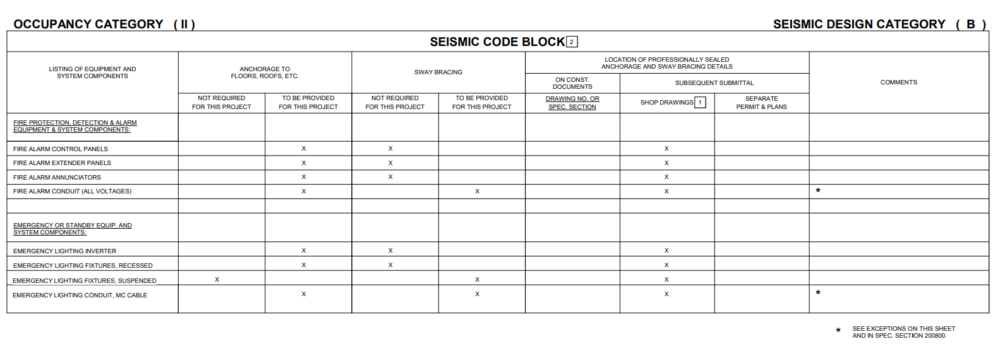 OCCUPANCY CATEGORY ( II )
SEISMIC DESIGN CATEGORY ( B )
SEISMIC CODE BLOCK 2
LISTING OF EQUIPMENT AND
SYSTEM COMPONENTS
ANCHORAGE TO
FLOORS, ROOFS, ETC.
SWAY BRACING
LOCATION OF PROFESSIONALLY SEALED
ANCHORAGE AND SWAY BRACING DETAILS
COMMENTS
ON CONST.
DOCUMENTS
SUBSEQUENT SUBMITTAL
NOT REQUIRED
FOR THIS PROJECT
TO BE PROVIDED
FOR THIS PROJECT
NOT REQUIRED
FOR THIS PROJECT
TO BE PROVIDED
FOR THIS PROJECT
DRAWING NO. OR
SPEC. SECTION
SHOP DRAWINGS 1
SEPARATE
PERMIT & PLANS
FIRE PROTECTION, DETECTION & ALARM
EQUIPMENT & SYSTEM COMPONENTS:
FIRE ALARM CONTROL PANELS X X X
FIRE ALARM EXTENDER PANELS X X X
FIRE ALARM ANNUNCIATORS X X X
FIRE ALARM CONDUIT (ALL VOLTAGES) X X X *
EMERGENCY OR STANDBY EQUIP. AND
SYSTEM COMPONENTS:
EMERGENCY LIGHTING INVERTER X X X
EMERGENCY LIGHTING FIXTURES, RECESSED X X X
EMERGENCY LIGHTING FIXTURES, SUSPENDED X X X
EMERGENCY LIGHTING CONDUIT, MC CABLE X X X *
* SEE EXCEPTIONS ON THIS SHEET
AND IN SPEC. SECTION 200800.